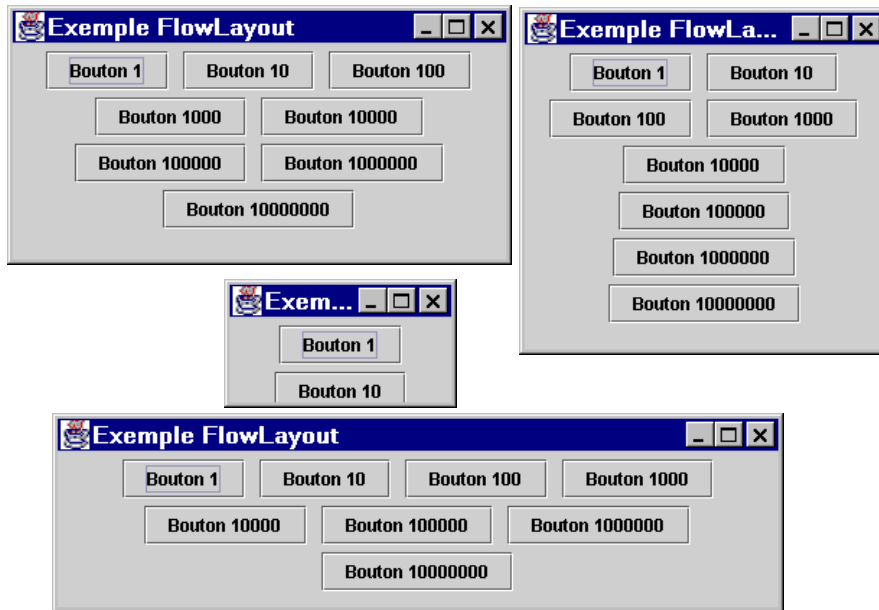 Exemple FlowLayout
Bouton 1 Bouton 10 Bouton 100
Bouton 1000 Bouton 10000
Bouton 100000 Bouton 1000000
Bouton 10000000
Exemple FlowLa...
Bouton 1 Bouton 10
Bouton 100 Bouton 1000
Bouton 10000
Bouton 100000
Bouton 1000000
Bouton 10000000
Exem...
Bouton 1
Bouton 10
Exemple FlowLayout
Bouton 1 Bouton 10 Bouton 100 Bouton 1000
Bouton 10000 Bouton 100000 Bouton 1000000
Bouton 10000000